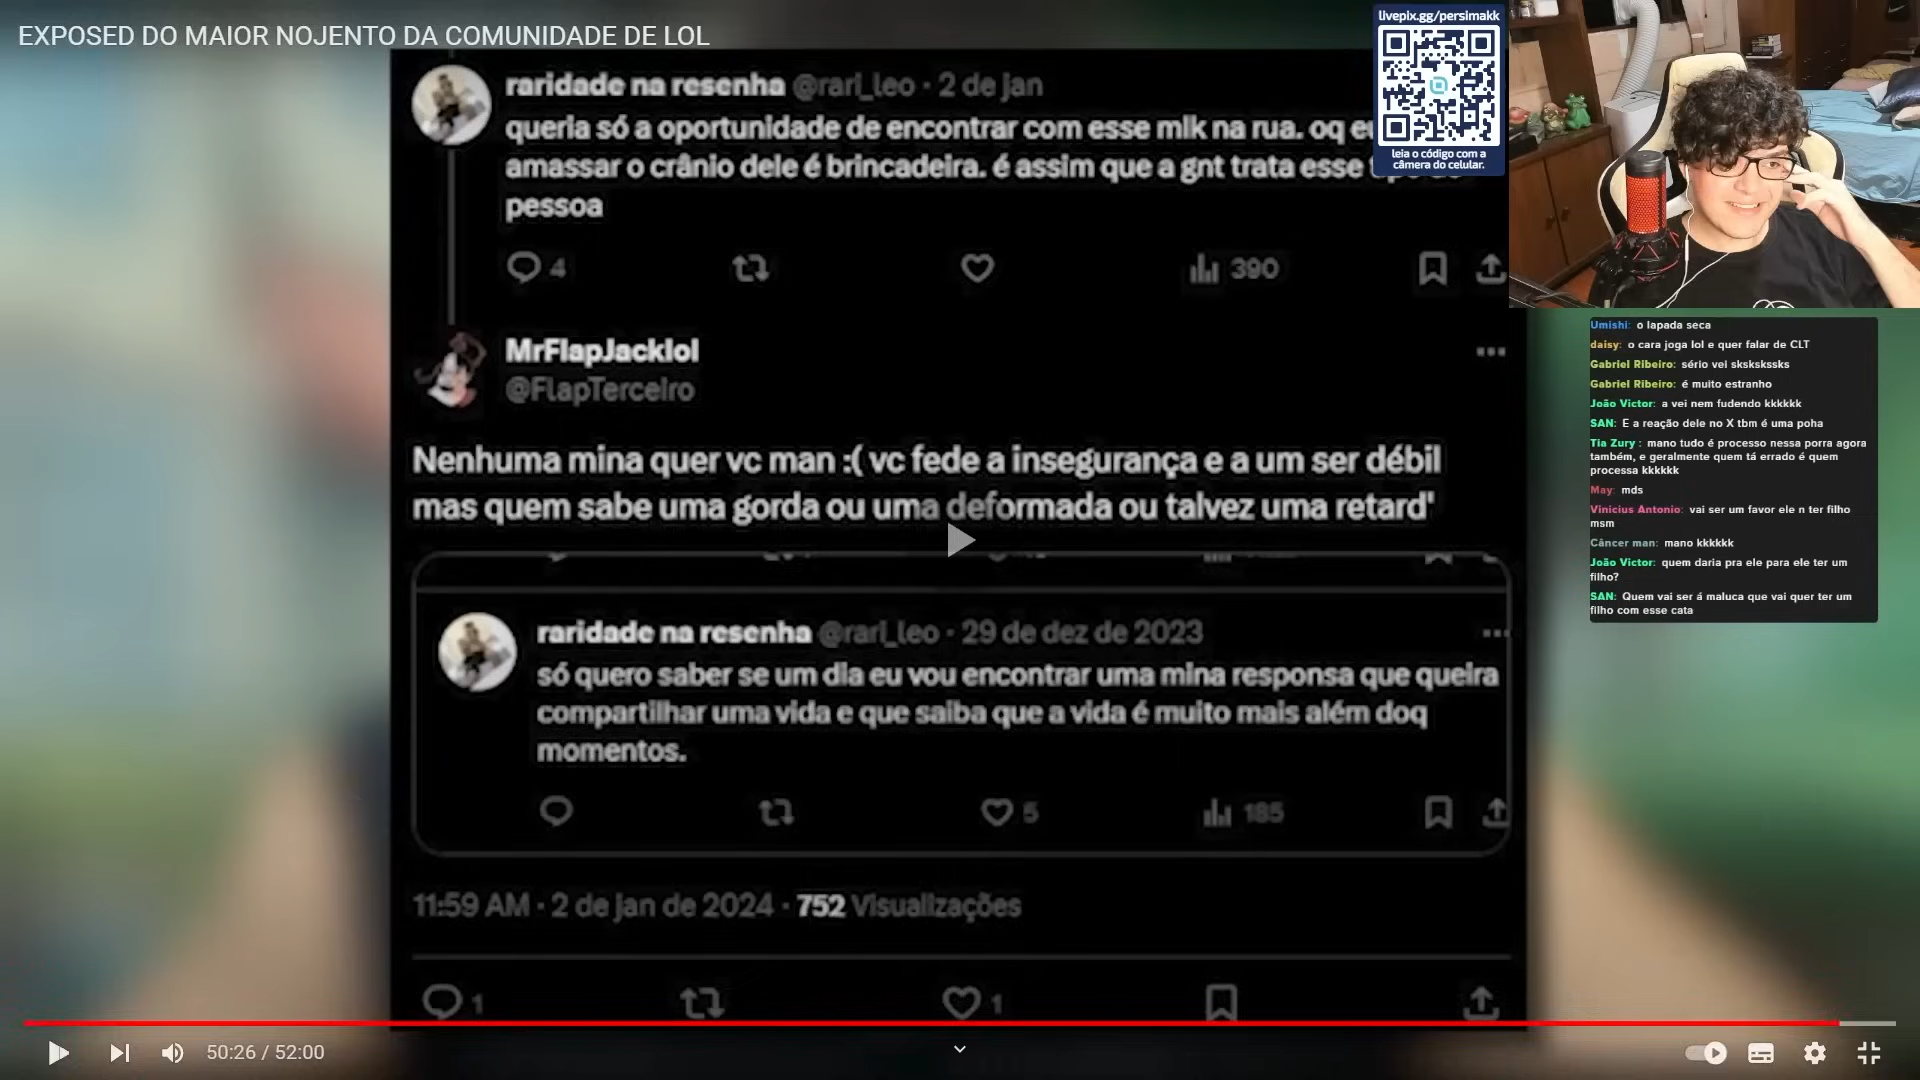 EXPOSED DO MAIOR NOJENTO DA COMUNIDADE DE LOL
livepix.gg/persimakk
leia o código com a
câmera do celular.
raridade na resenha @rari_leo · 2 de jan
queria só a oportunidade de encontrar com esse mlk na rua. oq eu
amassar o crânio dele é brincadeira. é assim que a gnt trata esse
pessoa
4
390
MrFlapJacklol
@FlapTerceiro
Nenhuma mina quer vc man :( vc fede a insegurança e a um ser débil
mas quem sabe uma gorda ou uma deformada ou talvez uma retard'
raridade na resenha @rari_leo · 29 de dez de 2023
só quero saber se um dia eu vou encontrar uma mina responsa que queira
compartilhar uma vida e que saiba que a vida é muito mais além doq
momentos.
5
185
11:59 AM · 2 de jan de 2024 · 752 Visualizações
1
1
50:26 / 52:00
Umishi: o lapada seca
daisy: o cara joga lol e quer falar de CLT
Gabriel Ribeiro: sério vei skskskssks
Gabriel Ribeiro: é muito estranho
João Victor: a vei nem fudendo kkkkkk
SAN: E a reação dele no X tbm é uma poha
Tia Zury : mano tudo é processo nessa porra agora
também, e geralmente quem tá errado é quem
processa kkkkkk
May: mds
Vinicius Antonio: vai ser um favor ele n ter filho
msm
Câncer man: mano kkkkkk
João Victor: quem daria pra ele para ele ter um
filho?
SAN: Quem vai ser á maluca que vai quer ter um
filho com esse cata